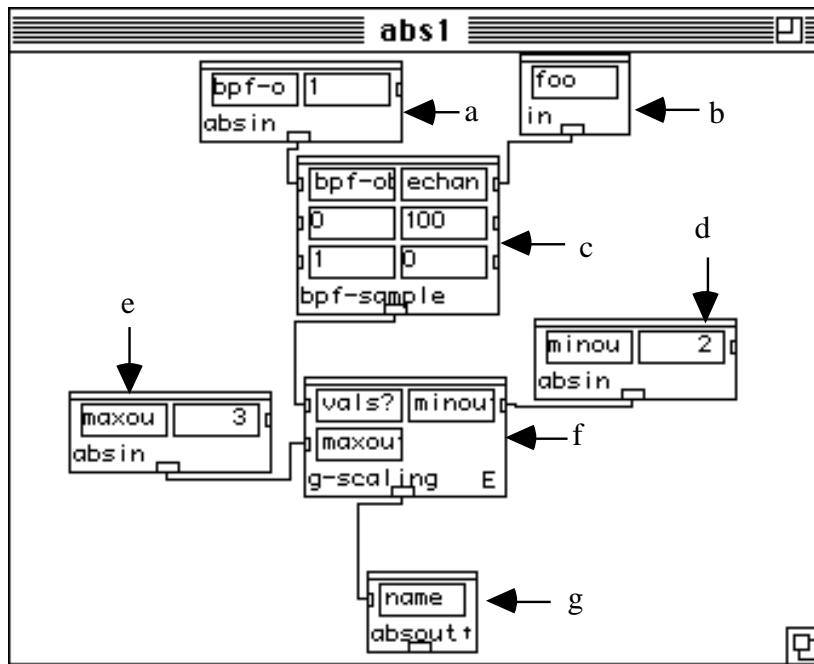 abs1
bpf-o 1
absin
a
foo
in
b
bpf-ob echan
0 100
1 0
bpf-sample
c
d
minou 2
absin
e
maxou 3
absin
vals? minou
maxou
g-scaling E
f
name
absout↑
g